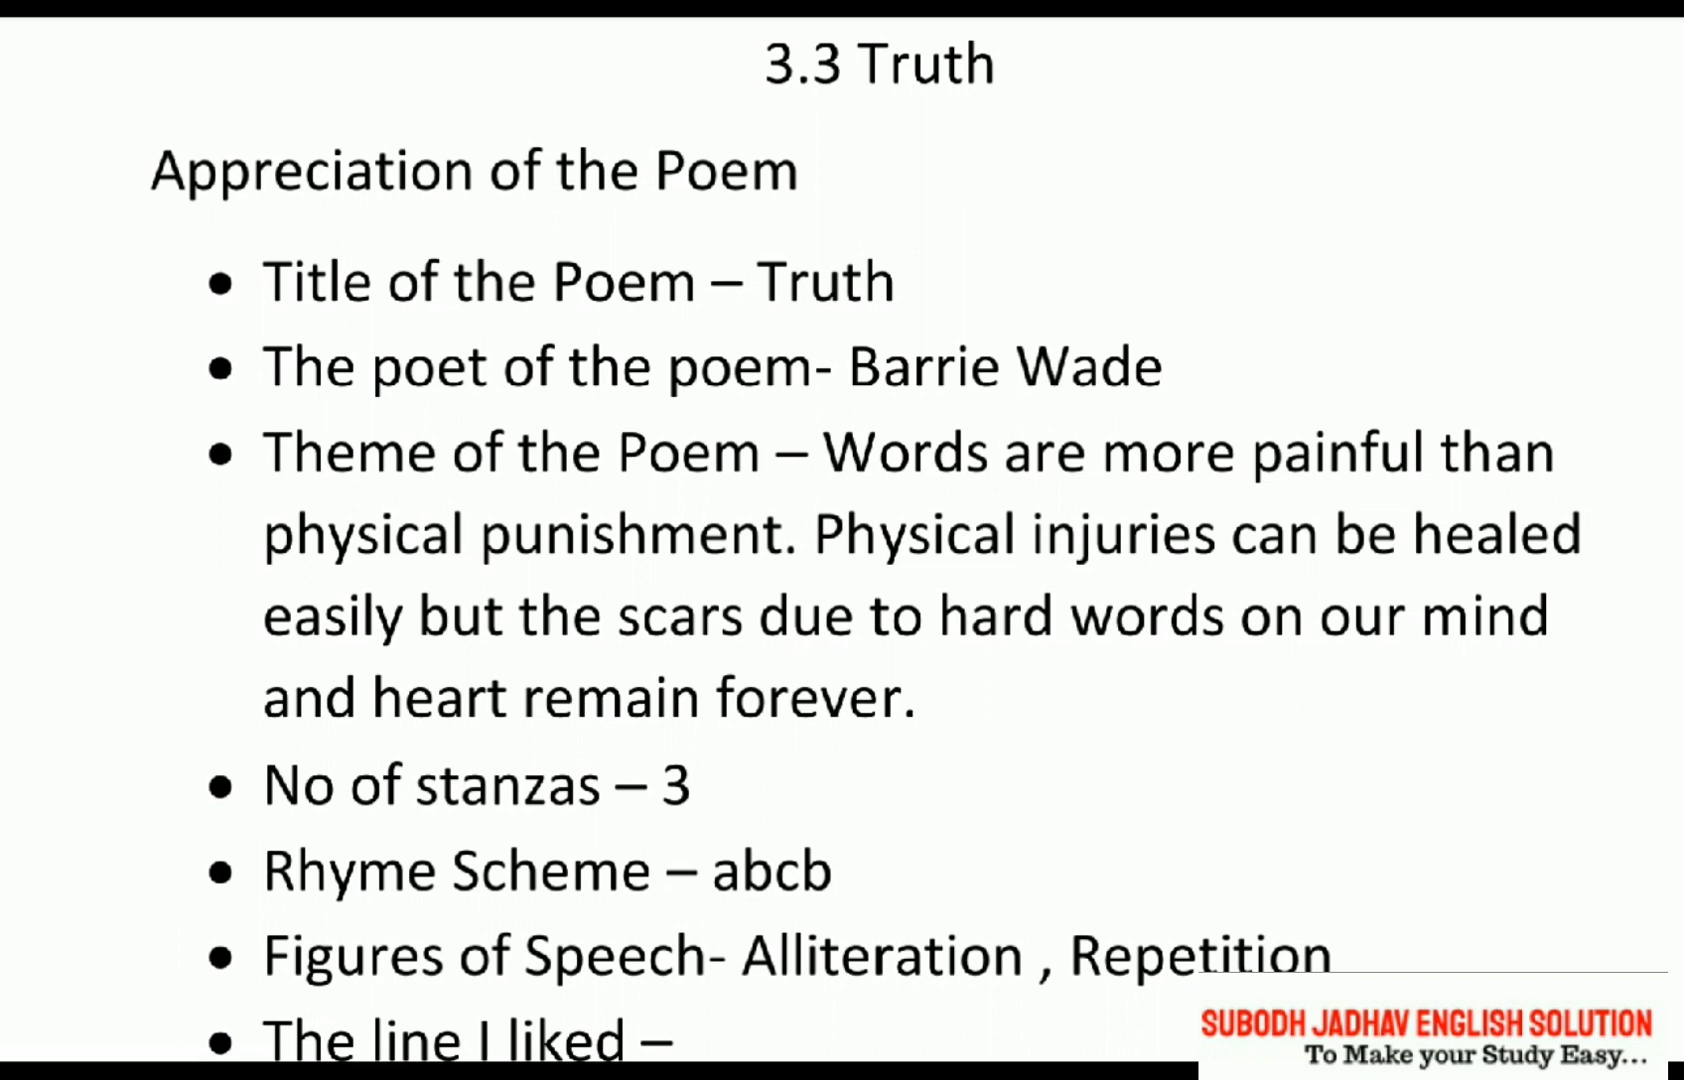 3.3 Truth
Appreciation of the Poem
• Title of the Poem – Truth
• The poet of the poem- Barrie Wade
• Theme of the Poem – Words are more painful than
physical punishment. Physical injuries can be healed
easily but the scars due to hard words on our mind
and heart remain forever.
• No of stanzas – 3
• Rhyme Scheme – abcb
• Figures of Speech- Alliteration , Repetition
• The line I liked –
SUBODH JADHAV ENGLISH SOLUTION
To Make your Study Easy...